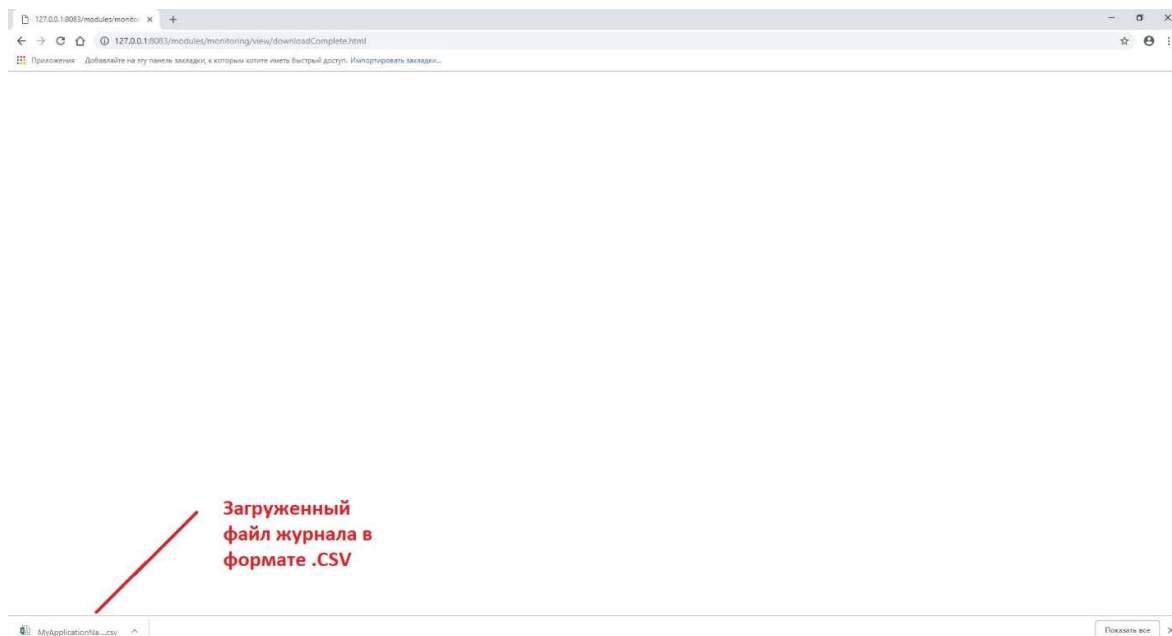 127.0.0.1:8083/modules/monitor
127.0.0.1:8083/modules/monitoring/view/downloadComplete.html
Приложения Добавляйте на эту панель закладки, к которым хотите иметь быстрый доступ. Импортировать закладки...
Загруженный
файл журнала в
формате .CSV
MyApplicationNa....csv
Показать все